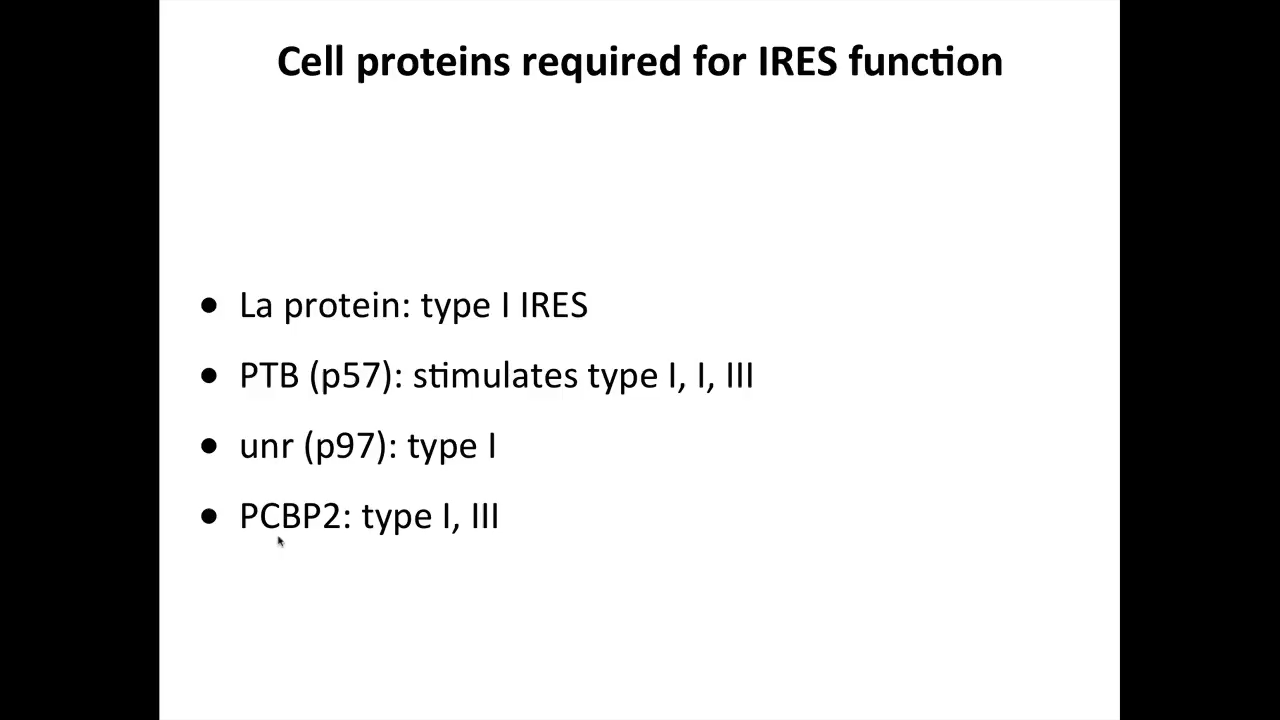 Cell proteins required for IRES function
● La protein: type I IRES
● PTB (p57): stimulates type I, I, III
● unr (p97): type I
● PCBP2: type I, III